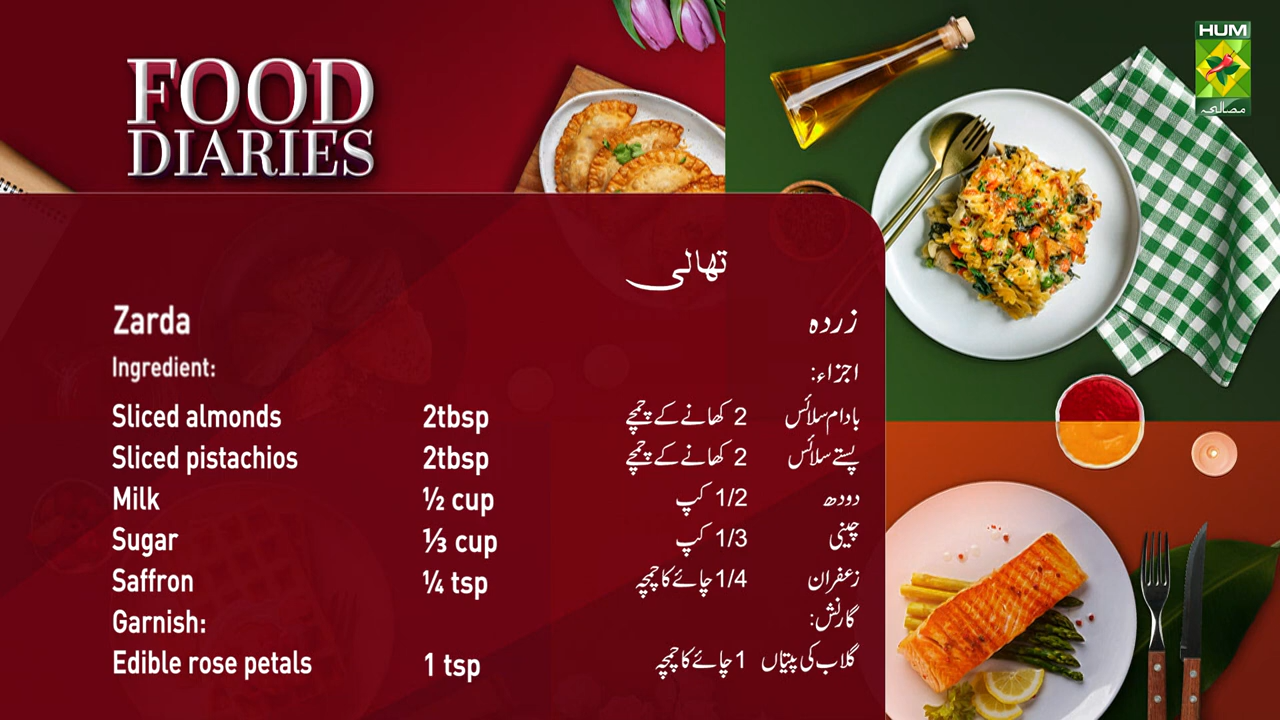 FOOD
DIARIES
HUM
مصالحہ
تھالی
Zarda زردہ
Ingredient: اجزاء:
Sliced almonds 2tbsp بادام سلائس 2 کھانے کے چمچے
Sliced pistachios 2tbsp پستے سلائس 2 کھانے کے چمچے
Milk ½ cup دودھ 1/2 کپ
Sugar ⅓ cup چینی 1/3 کپ
Saffron ¼ tsp زعفران 1/4 چائے کا چمچہ
Garnish: گارنش:
Edible rose petals 1 tsp گلاب کی پیتاں 1 چائے کا چمچہ